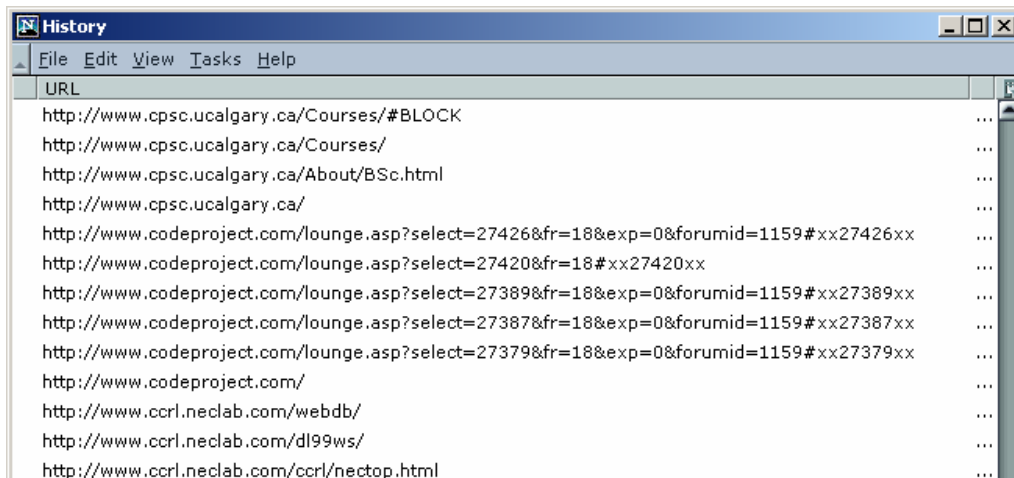 N History
File Edit View Tasks Help
URL
http://www.cpsc.ucalgary.ca/Courses/#BLOCK ...
http://www.cpsc.ucalgary.ca/Courses/ ...
http://www.cpsc.ucalgary.ca/About/BSc.html ...
http://www.cpsc.ucalgary.ca/ ...
http://www.codeproject.com/lounge.asp?select=27426&fr=18&exp=0&forumid=1159#xx27426xx ...
http://www.codeproject.com/lounge.asp?select=27420&fr=18#xx27420xx ...
http://www.codeproject.com/lounge.asp?select=27389&fr=18&exp=0&forumid=1159#xx27389xx ...
http://www.codeproject.com/lounge.asp?select=27387&fr=18&exp=0&forumid=1159#xx27387xx ...
http://www.codeproject.com/lounge.asp?select=27379&fr=18&exp=0&forumid=1159#xx27379xx ...
http://www.codeproject.com/ ...
http://www.ccrl.neclab.com/webdb/ ...
http://www.ccrl.neclab.com/dl99ws/ ...
http://www.ccrl.neclab.com/ccrl/nectop.html ...